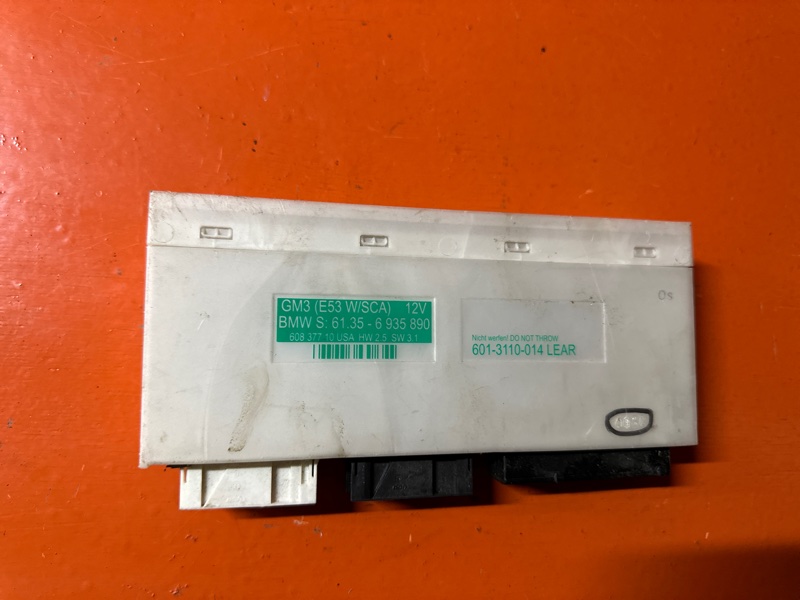 GM3 (E53 W/SCA) 12V
BMW S: 61.35 - 6 935 890
608 377 10 USA HW 2.5 SW 3.1
Nicht werfen! DO NOT THROW
601-3110-014 LEAR